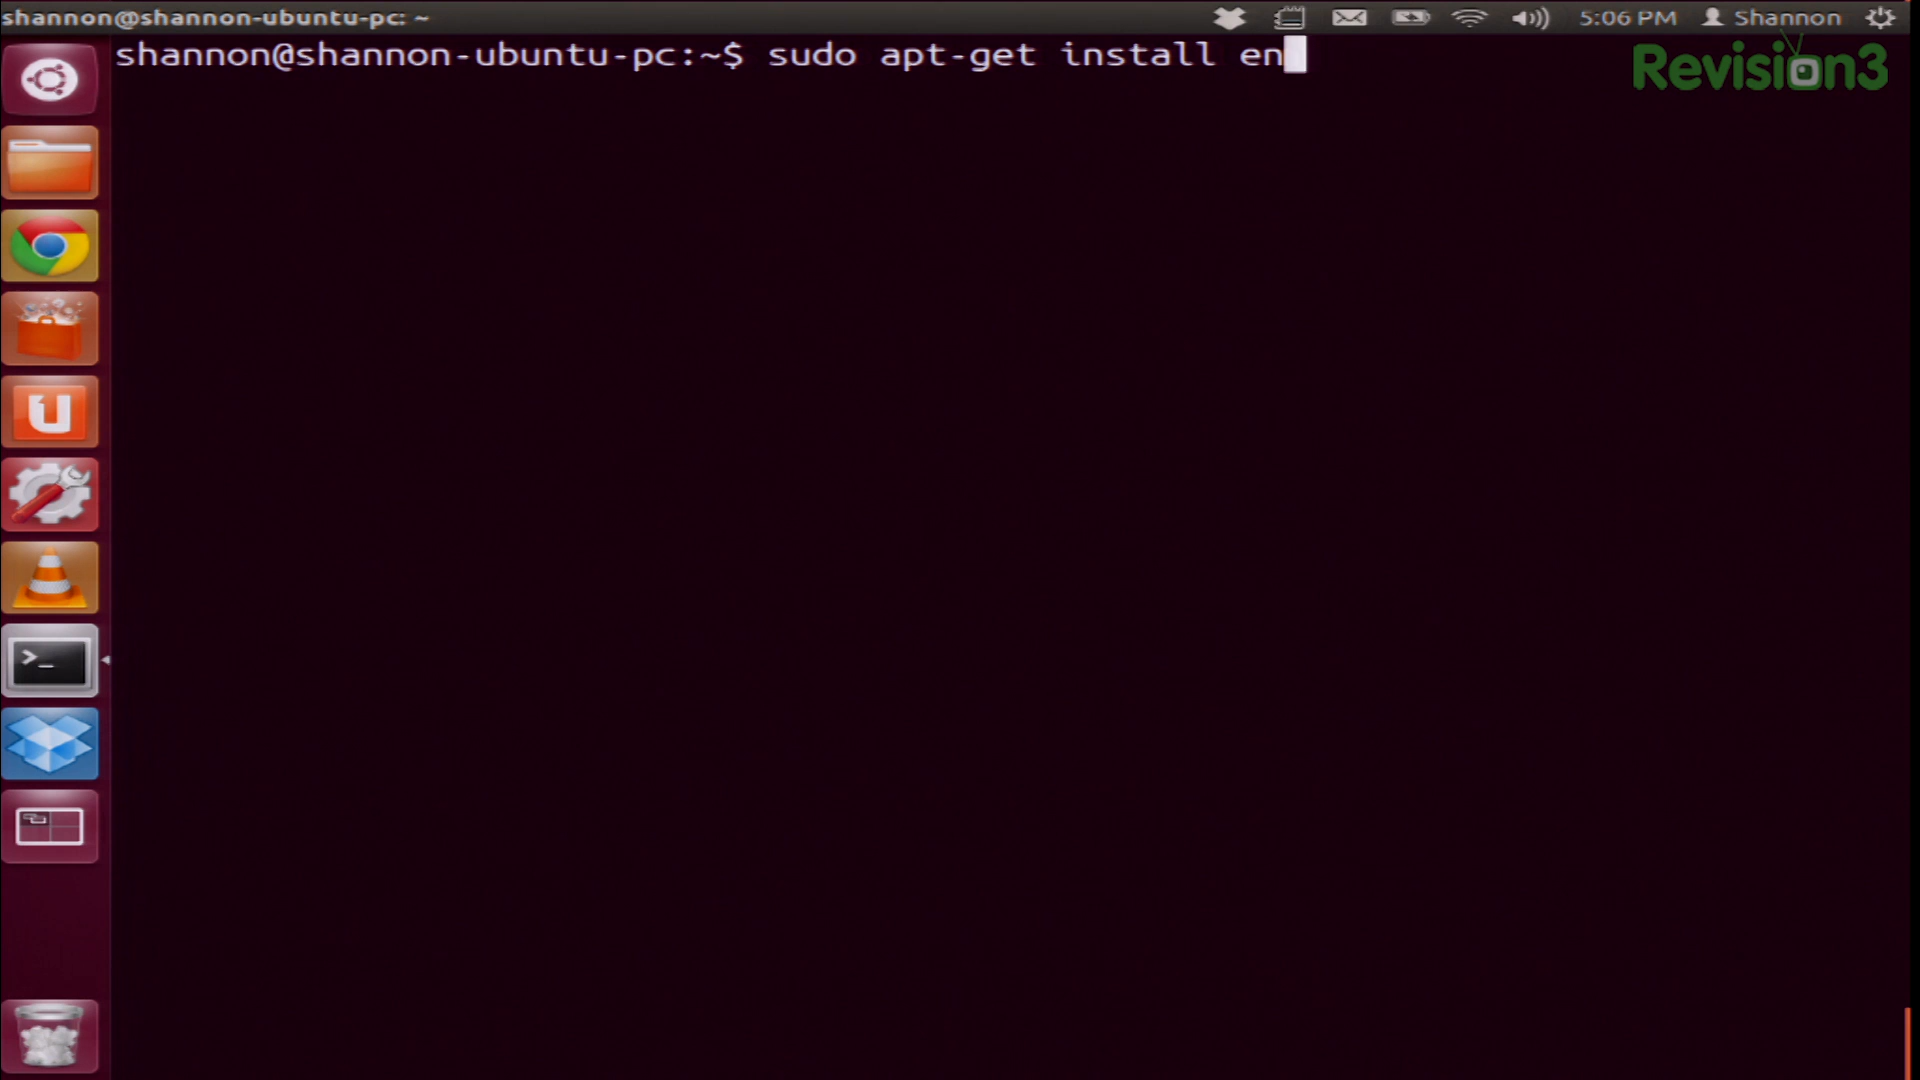 shannon@shannon-ubuntu-pc: ~
5:06 PM
Shannon
shannon@shannon-ubuntu-pc:~$ sudo apt-get install en
Revision3
U
>_